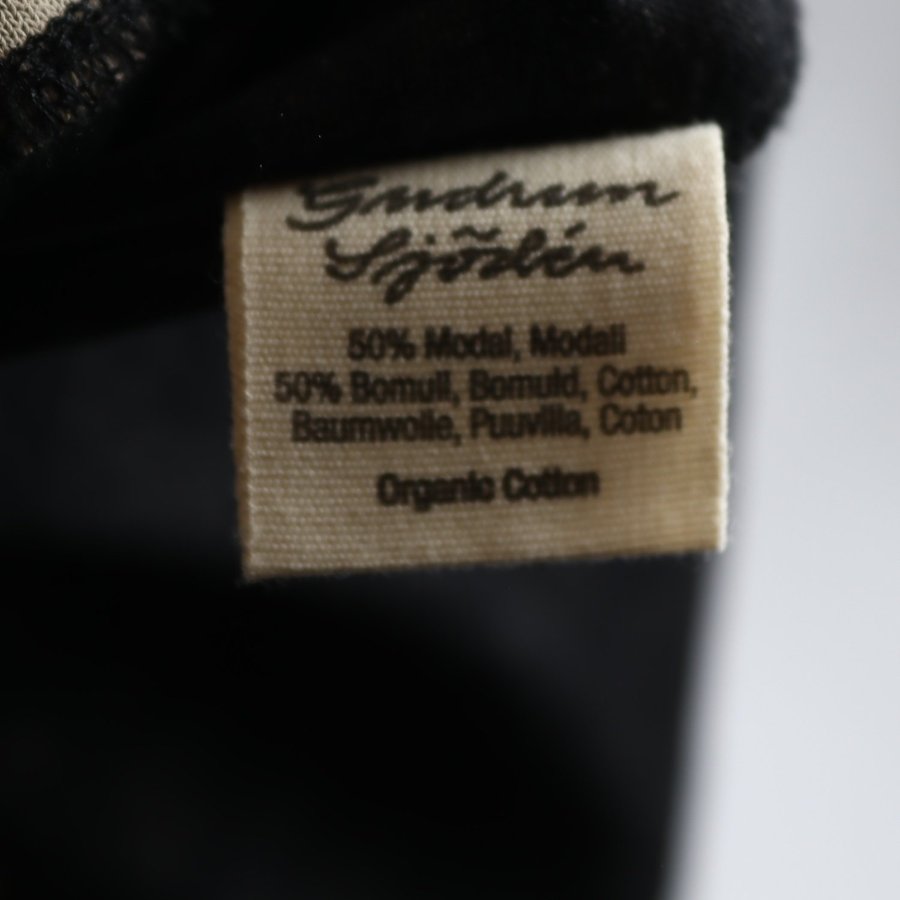 Gudrun
Sjödén
50% Modal, Modali
50% Bomull, Bomuld, Cotton,
Baumwolle, Puuvilla, Coton
Organic Cotton